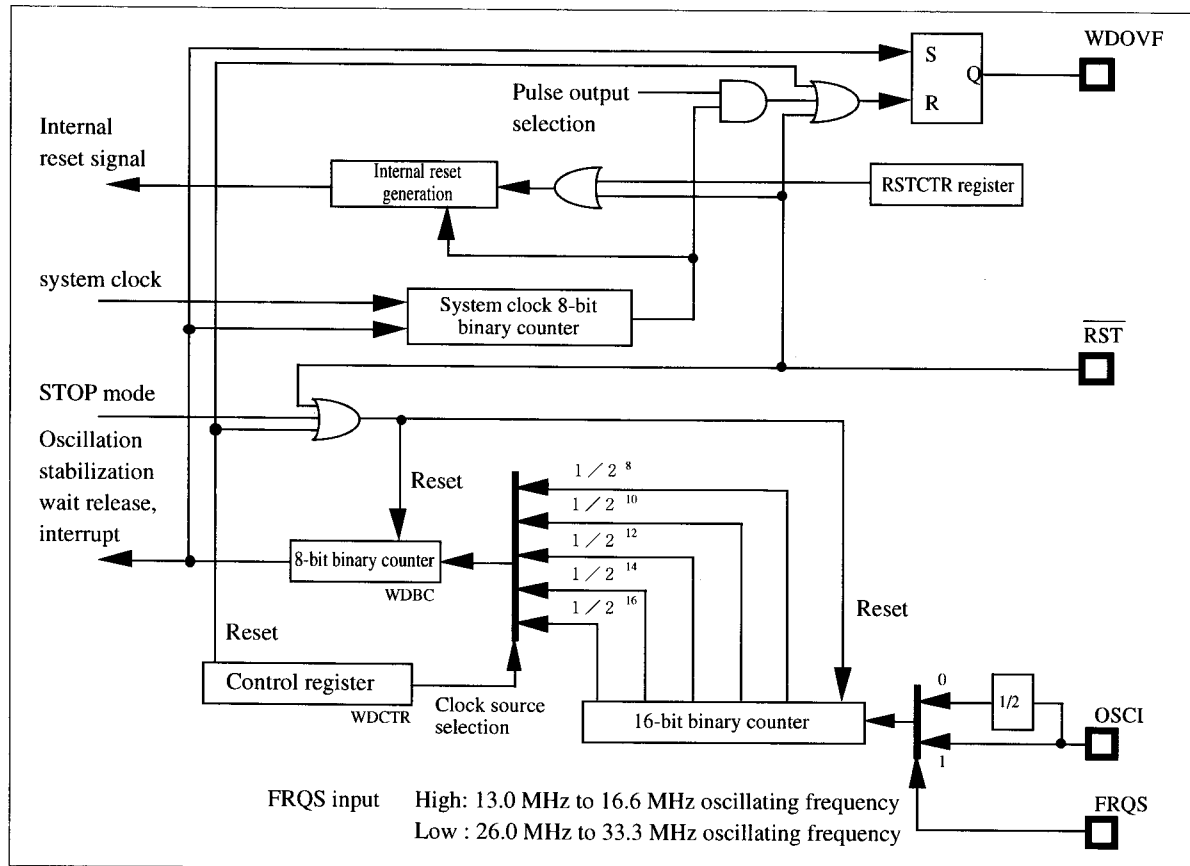 WDOVF
S
Q
R
Pulse output
selection
Internal
reset signal
Internal reset
generation
RSTCTR register
system clock
System clock 8-bit
binary counter
RST
STOP mode
Oscillation
stabilization
wait release,
interrupt
Reset
1 / 2 8
1 / 2 10
1 / 2 12
1 / 2 14
1 / 2 16
8-bit binary counter
WDBC
Reset
Reset
Control register
WDCTR
Clock source
selection
16-bit binary counter
0
1/2
1
OSCI
FRQS
FRQS input High: 13.0 MHz to 16.6 MHz oscillating frequency
Low : 26.0 MHz to 33.3 MHz oscillating frequency